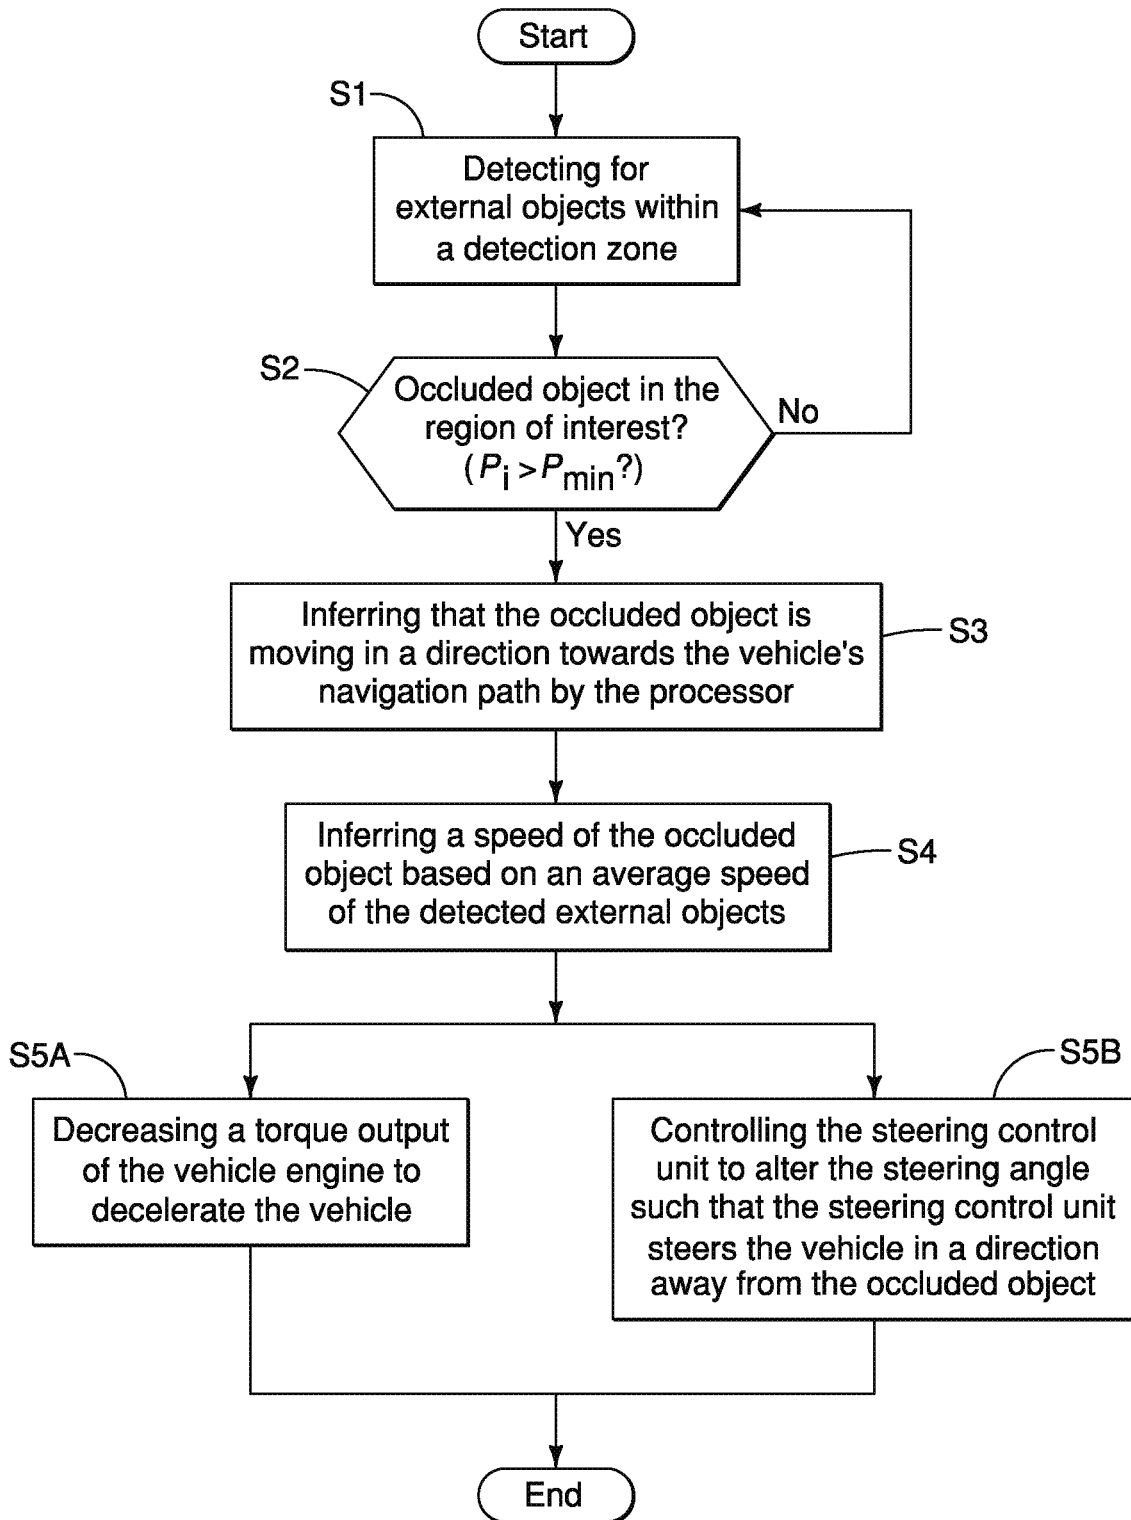 Start
S1
Detecting for
external objects within
a detection zone
S2
Occluded object in the
region of interest?
(Pi > Pmin?)
No
Yes
Inferring that the occluded object is
moving in a direction towards the vehicle's
navigation path by the processor
S3
Inferring a speed of the occluded
object based on an average speed
of the detected external objects
S4
S5A
Decreasing a torque output
of the vehicle engine to
decelerate the vehicle
S5B
Controlling the steering control
unit to alter the steering angle
such that the steering control unit
steers the vehicle in a direction
away from the occluded object
End